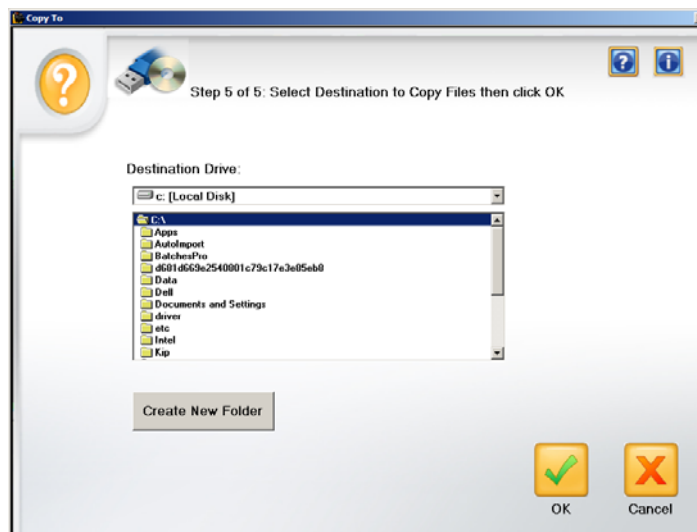 Copy To
Step 5 of 5: Select Destination to Copy Files then click OK
Destination Drive:
c: [Local Disk]
C:\
Apps
AutoImport
BatchesPro
d681d669e2540001c79c17e3e05eb0
Data
Dell
Documents and Settings
driver
etc
Intel
Kip
Create New Folder
OK
Cancel